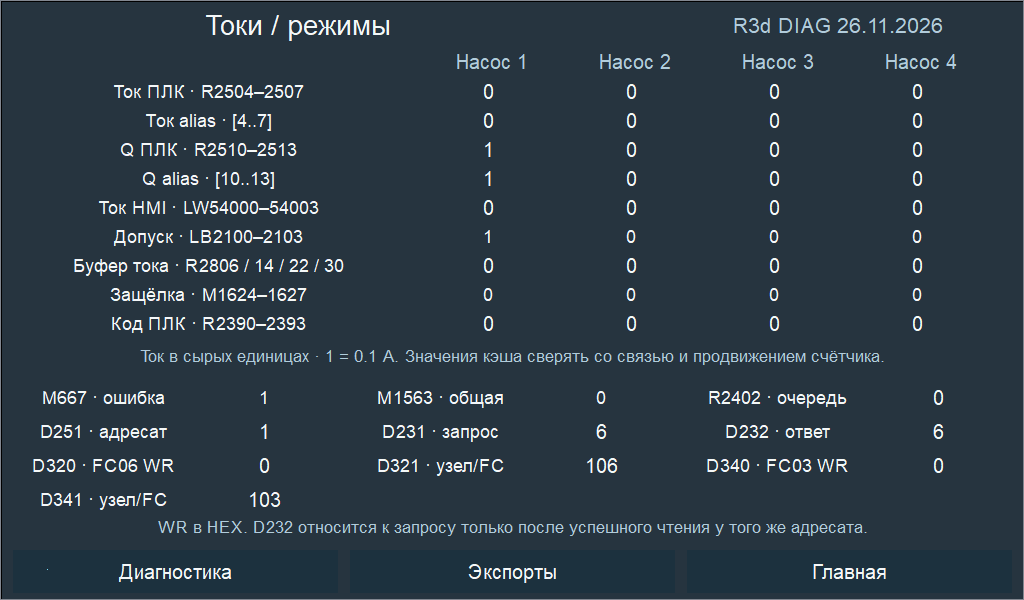 Токи / режимы R3d DIAG 26.11.2026
Насос 1 Насос 2 Насос 3 Насос 4
Ток ПЛК · R2504–2507 0 0 0 0
Ток alias · [4..7] 0 0 0 0
Q ПЛК · R2510–2513 1 0 0 0
Q alias · [10..13] 1 0 0 0
Ток HMI · LW54000–54003 0 0 0 0
Допуск · LB2100–2103 1 0 0 0
Буфер тока · R2806 / 14 / 22 / 30 0 0 0 0
Защёлка · M1624–1627 0 0 0 0
Код ПЛК · R2390–2393 0 0 0 0
Ток в сырых единицах · 1 = 0.1 А. Значения кэша сверять со связью и продвижением счётчика.
M667 · ошибка 1 M1563 · общая 0 R2402 · очередь 0
D251 · адресат 1 D231 · запрос 6 D232 · ответ 6
D320 · FC06 WR 0 D321 · узел/FC 106 D340 · FC03 WR 0
D341 · узел/FC 103
WR в HEX. D232 относится к запросу только после успешного чтения у того же адресата.
Диагностика Экспорты Главная